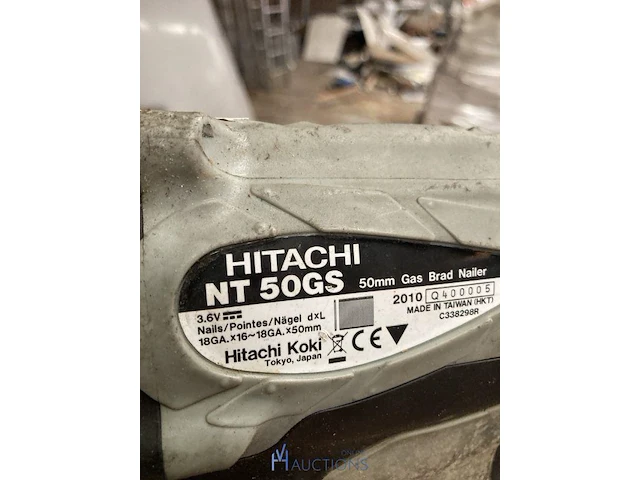 HITACHI
NT 50GS 50mm Gas Brad Nailer
3.6V
2010 Q400005
Nails/Pointes/Nägel d×L
MADE IN TAIWAN (HKT)
18GA.×16~18GA.×50mm
C338298R
Hitachi Koki CE
Tokyo, Japan
AUCTIONS